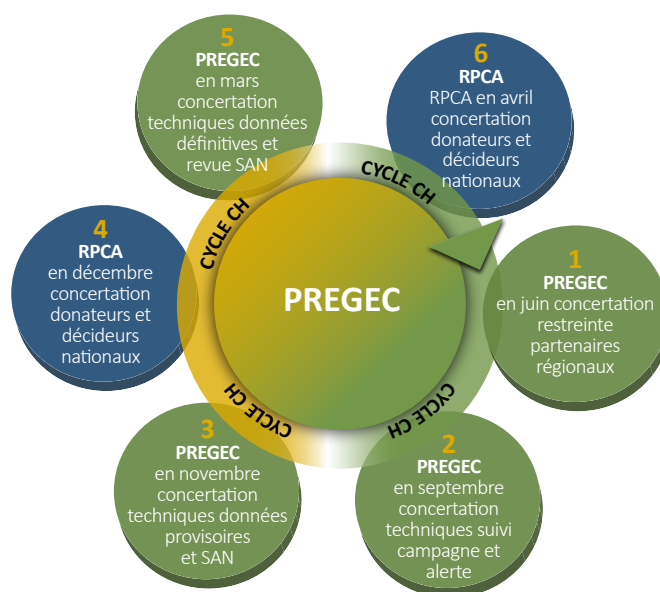 5
PREGEC
en mars
concertation
techniques données
définitives et
revue SAN
6
RPCA
RPCA en avril
concertation
donateurs et
décideurs
nationaux
CYCLE CH
CYCLE CH
4
RPCA
en décembre
concertation
donateurs et
décideurs
nationaux
PREGEC
1
PREGEC
en juin concertation
restreinte
partenaires
régionaux
CYCLE CH
CYCLE CH
3
PREGEC
en novembre
concertation
techniques données
provisoires
et SAN
2
PREGEC
en septembre
concertation
techniques suivi
campagne et
alerte